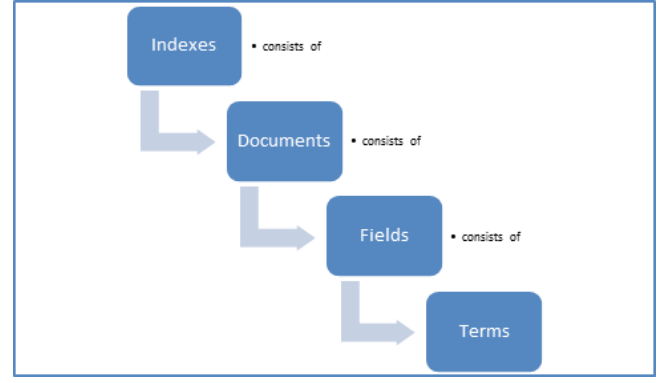 Indexes
• consists of
Documents
• consists of
Fields
• consists of
Terms